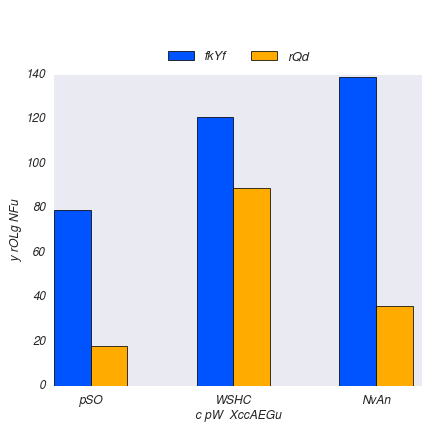 fkYf rQd
140
120
100
80
60
40
20
0
y rOLg NFu
pSO WSHC NvAn
c pW XccAEGu